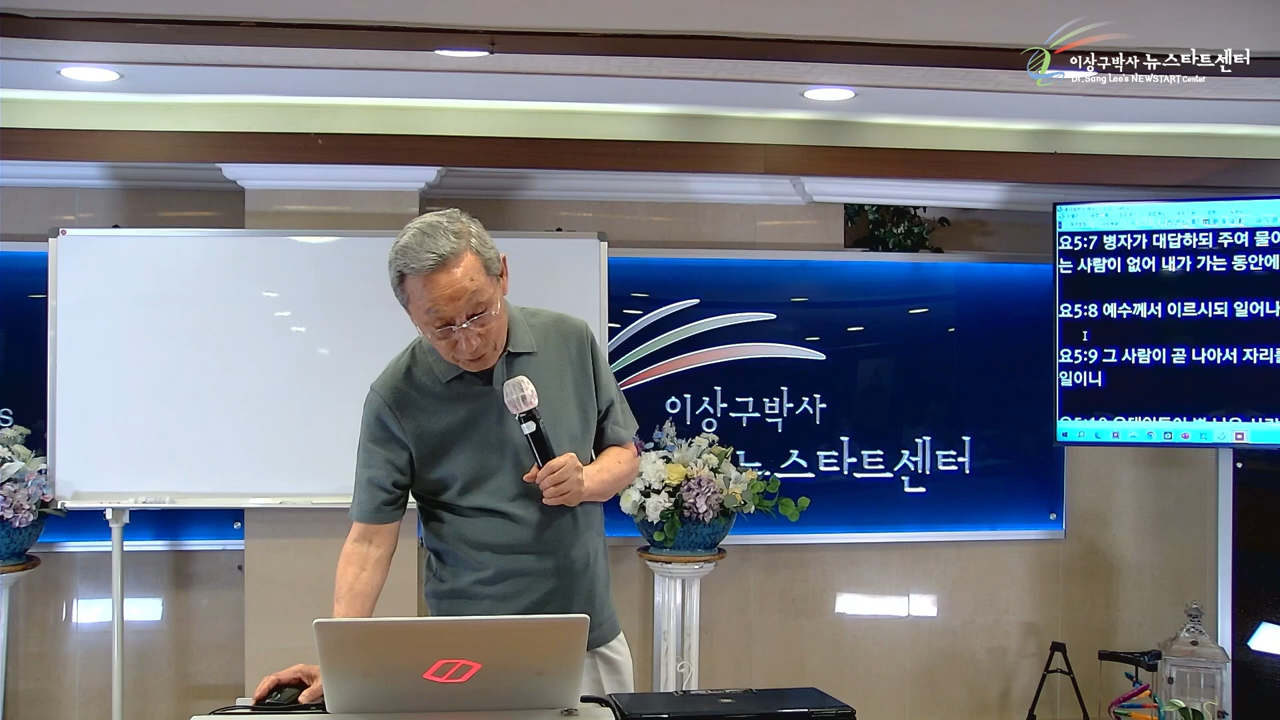 이상구박사 뉴스타트센터
Dr.Sang Lee's NEWSTART Center
요5:7 병자가 대답하되 주여 물이
는 사람이 없어 내가 가는 동안에
요5:8 예수께서 이르시되 일어나
요5:9 그 사람이 곧 나아서 자리를
일이니
이상구박사
뉴스타트센터
S